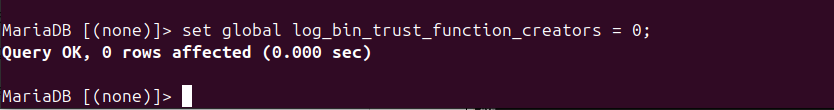 MariaDB [(none)]> set global log_bin_trust_function_creators = 0;
Query OK, 0 rows affected (0.000 sec)
MariaDB [(none)]>